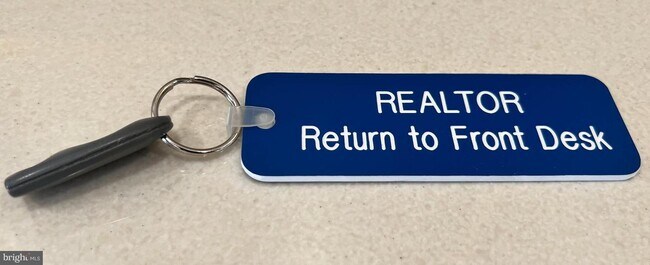 REALTOR
Return to Front Desk
bright MLS